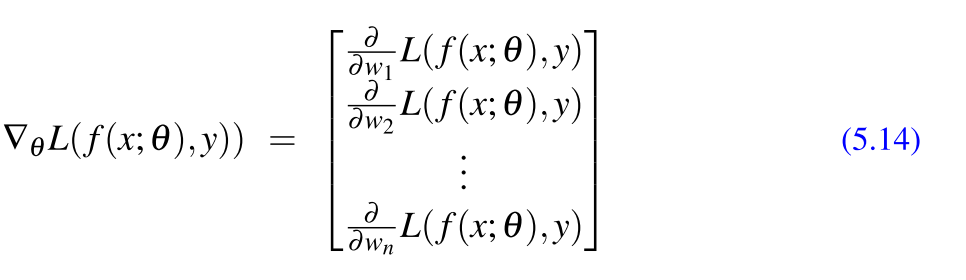 ∂/∂w₁ L(f(x;θ),y)
∂/∂w₂ L(f(x;θ),y)
∇θL(f(x;θ),y)) = ⋮ (5.14)
∂/∂wₙ L(f(x;θ),y)